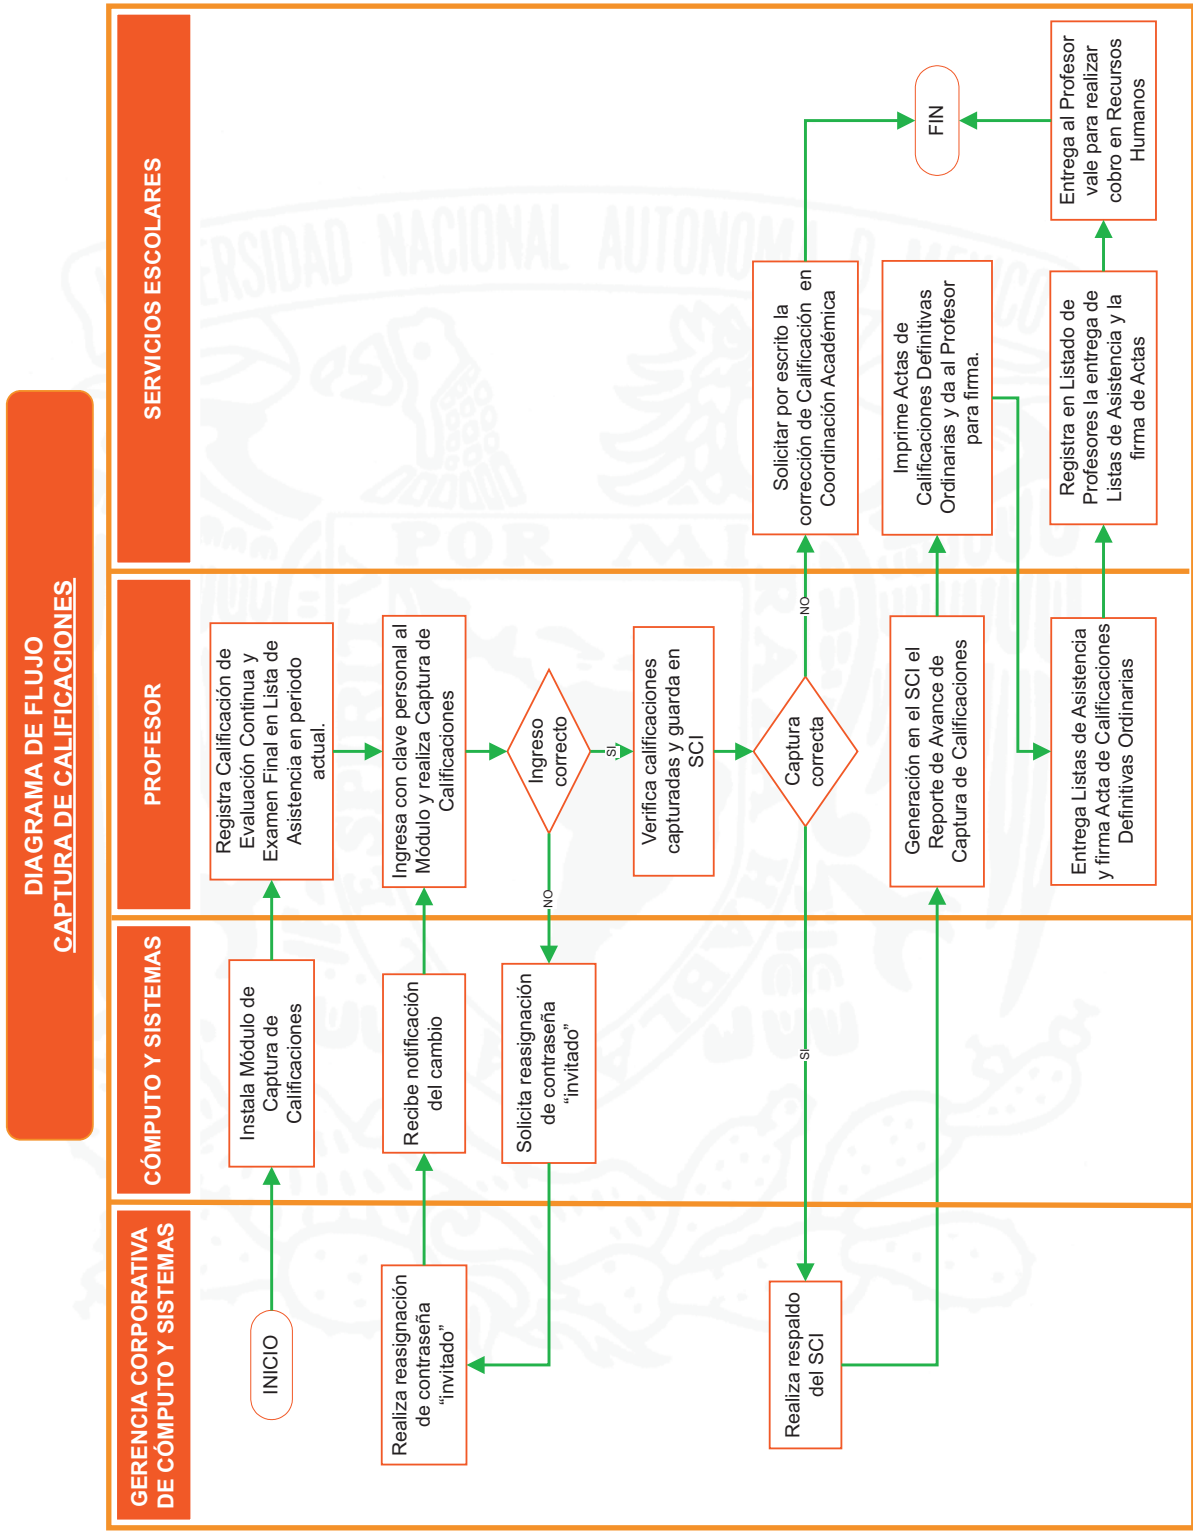 DIAGRAMA DE FLUJO
CAPTURA DE CALIFICACIONES
GERENCIA CORPORATIVA
DE CÓMPUTO Y SISTEMAS
CÓMPUTO Y SISTEMAS
PROFESOR
SERVICIOS ESCOLARES
INICIO
Instala Módulo de
Captura de
Calificaciones
Registra Calificación de
Evaluación Continua y
Examen Final en Lista de
Asistencia en periodo
actual.
Realiza reasignación
de contraseña
“invitado”
Recibe notificación
del cambio
Ingresa con clave personal al
Módulo y realiza Captura de
Calificaciones
Solicita reasignación
de contraseña
“invitado”
NO
Ingreso
correcto
SI
Verifica calificaciones
capturadas y guarda en
SCI
Realiza respaldo
del SCI
SI
Captura
correcta
NO
Solicitar por escrito la
corrección de Calificación en
Coordinación Académica
Generación en el SCI el
Reporte de Avance de
Captura de Calificaciones
Imprime Actas de
Calificaciones Definitivas
Ordinarias y da al Profesor
para firma.
FIN
Entrega Listas de Asistencia
y firma Acta de Calificaciones
Definitivas Ordinarias
Registra en Listado de
Profesores la entrega de
Listas de Asistencia y la
firma de Actas
Entrega al Profesor
vale para realizar
cobro en Recursos
Humanos